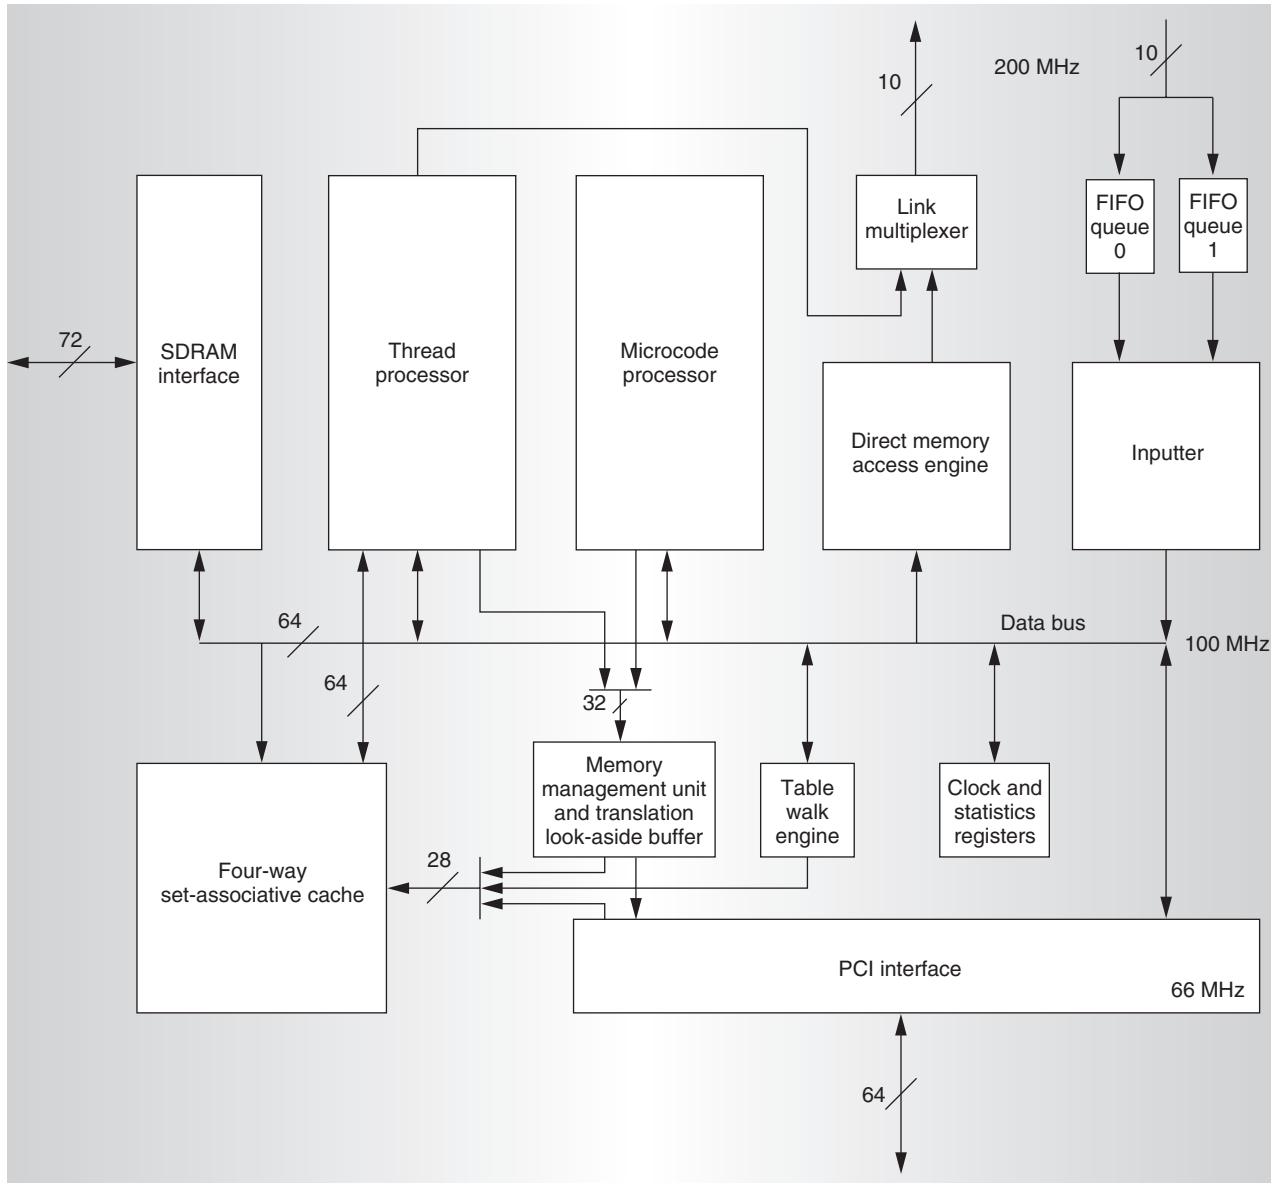 10
200 MHz
10
Link
multiplexer
FIFO
queue
0
FIFO
queue
1
72
SDRAM
interface
Thread
processor
Microcode
processor
Direct memory
access engine
Inputter
64
Data bus
100 MHz
64
32
Memory
management unit
and translation
look-aside buffer
Table
walk
engine
Clock and
statistics
registers
28
Four-way
set-associative cache
PCI interface
66 MHz
64